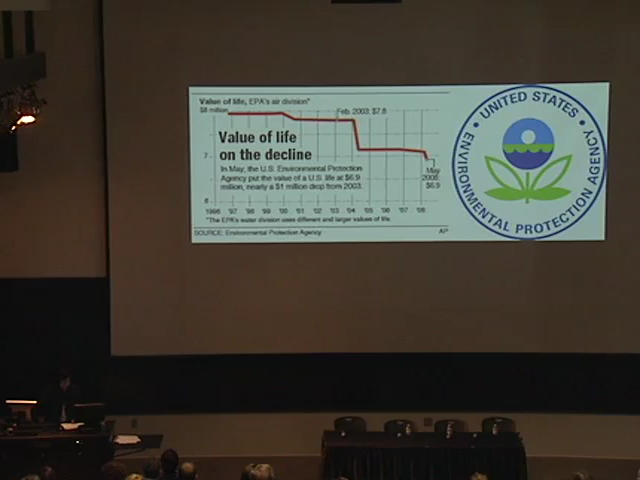 Value of life, EPA's air division*
$8 million
Feb. 2003: $7.8
Value of life
on the decline
In May, the U.S. Environmental Protection
Agency put the value of a U.S. life at $6.9
million, nearly a $1 million drop from 2003.
7
May
2008:
$6.9
6
1996 '97 '98 '99 '00 '01 '02 '03 '04 '05 '06 '07 '08
*The EPA's water division uses different and larger values of life.
SOURCE: Environmental Protection Agency
AP
UNITED STATES
ENVIRONMENTAL PROTECTION AGENCY